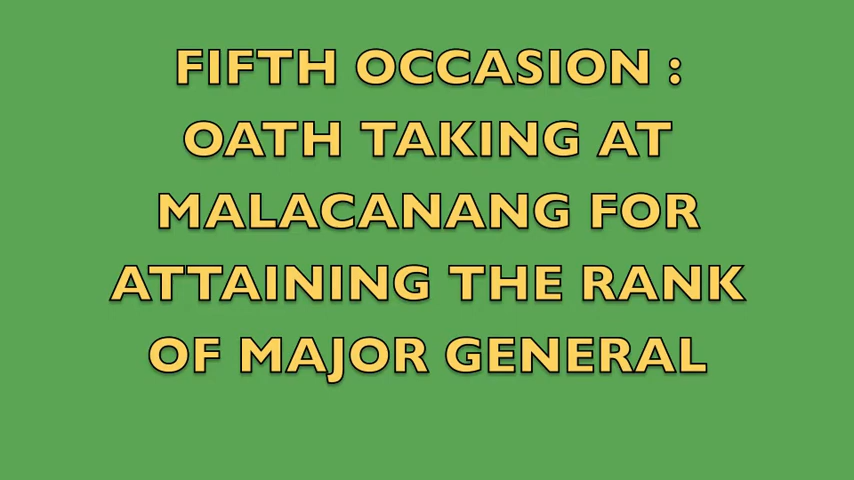 FIFTH OCCASION :
OATH TAKING AT
MALACANANG FOR
ATTAINING THE RANK
OF MAJOR GENERAL